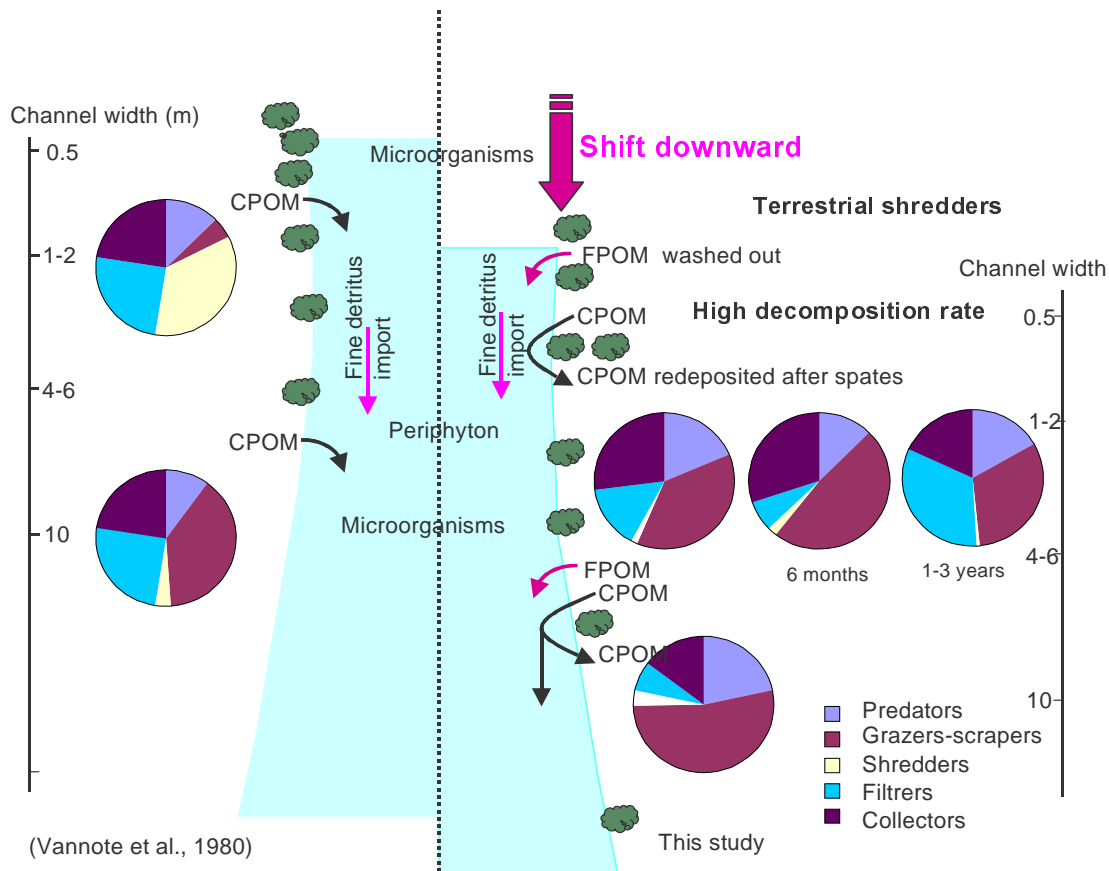 Channel width (m)
0.5
1-2
4-6
10
CPOM
CPOM
Fine detritus
import
Microorganisms
Periphyton
Microorganisms
(Vannote et al., 1980)
Shift downward
Terrestrial shredders
FPOM washed out
Fine detritus
import
High decomposition rate
CPOM
CPOM redeposited after spates
Channel width
0.5
1-2
4-6
10
6 months
1-3 years
FPOM
CPOM
CPOM
Predators
Grazers-scrapers
Shredders
Filtrers
Collectors
This study